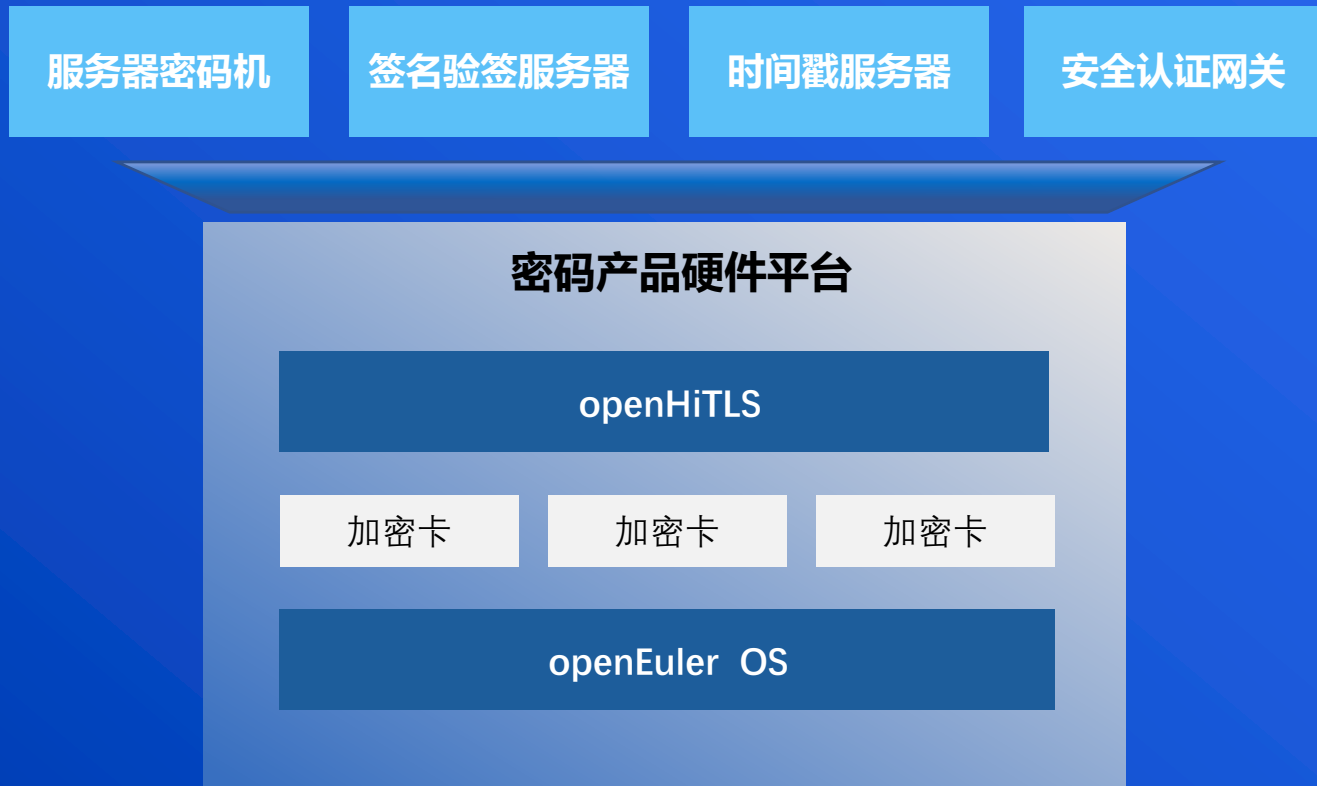 服务器密码机
签名验签服务器
时间戳服务器
安全认证网关
密码产品硬件平台
openHiTLS
加密卡
加密卡
加密卡
openEuler OS